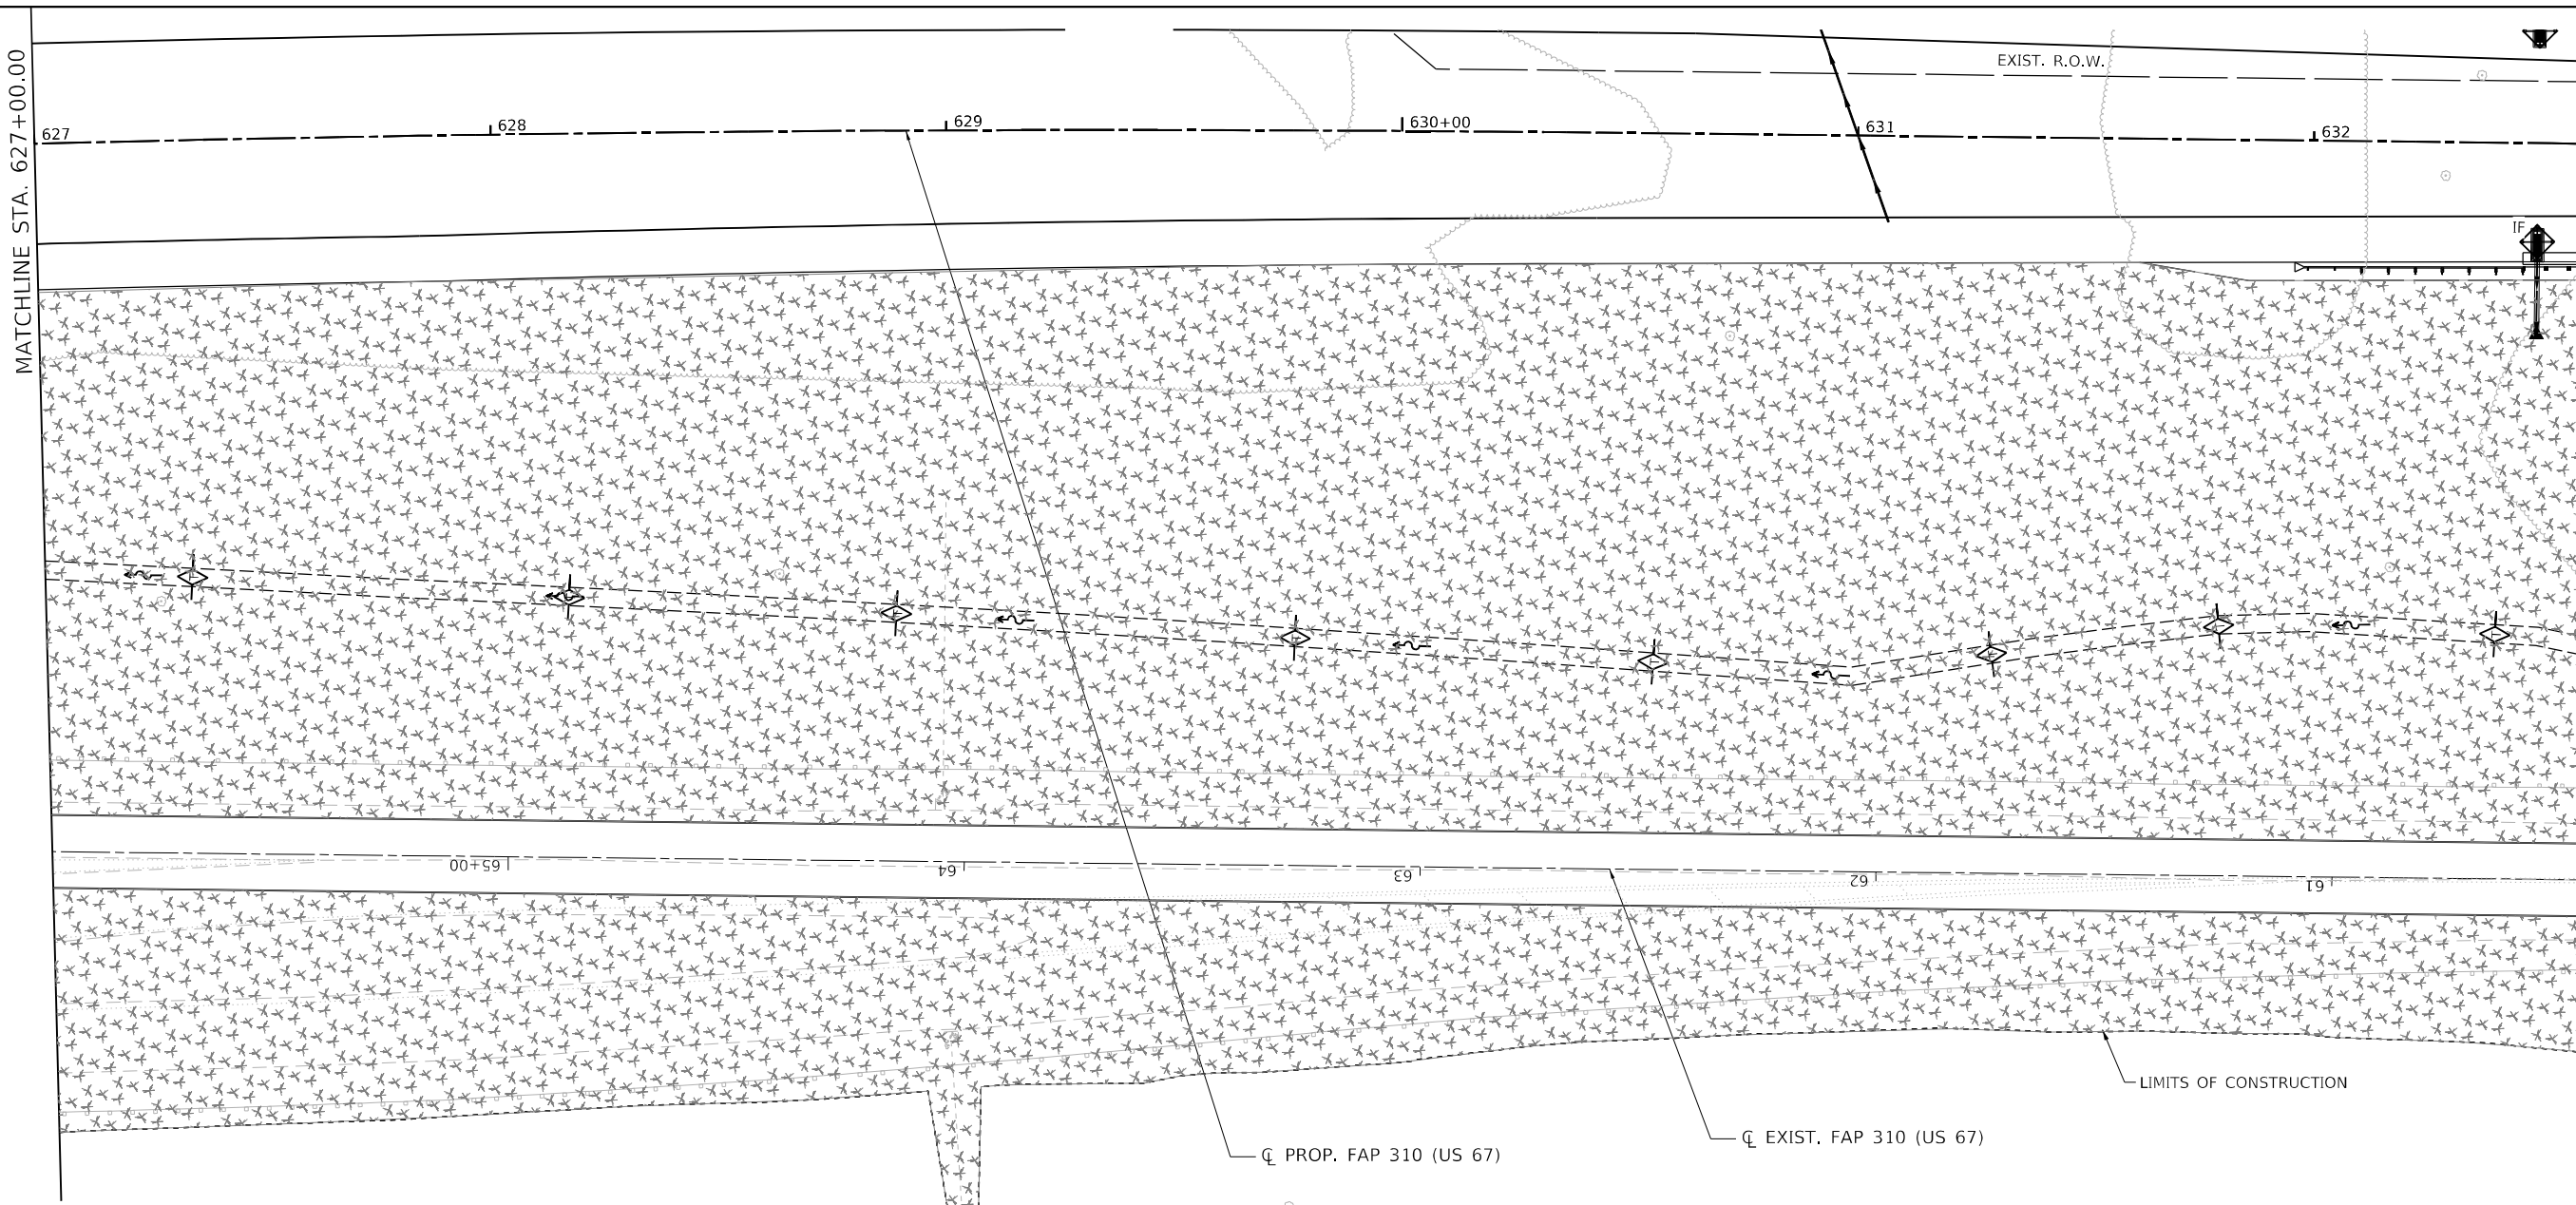 MATCHLINE STA. 627+00.00
EXIST. R.O.W.
627
628
629
630+00
631
632
IF
65+00
64
63
62
61
LIMITS OF CONSTRUCTION
℄ EXIST. FAP 310 (US 67)
℄ PROP. FAP 310 (US 67)